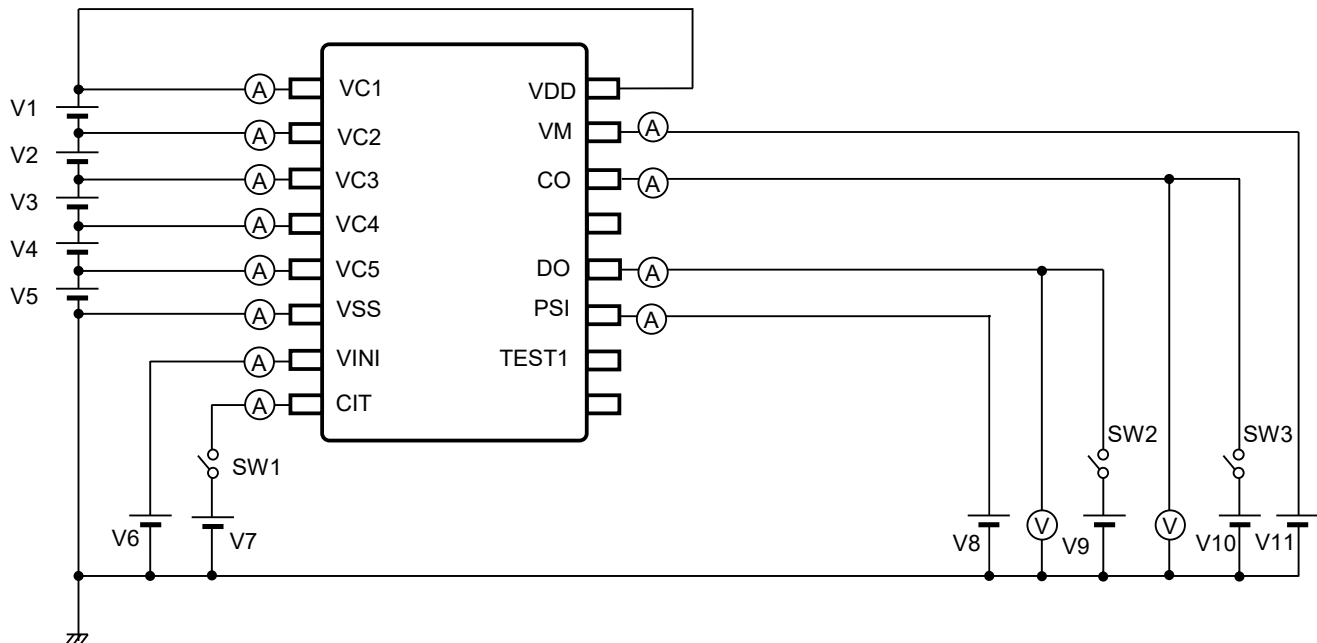 V1
V2
V3
V4
V5
A
A
A
A
A
A
A
A
VC1
VC2
VC3
VC4
VC5
VSS
VINI
CIT
VDD
VM
CO
DO
PSI
TEST1
A
A
A
A
SW1
SW2
SW3
V6
V7
V8
V
V9
V
V10
V11